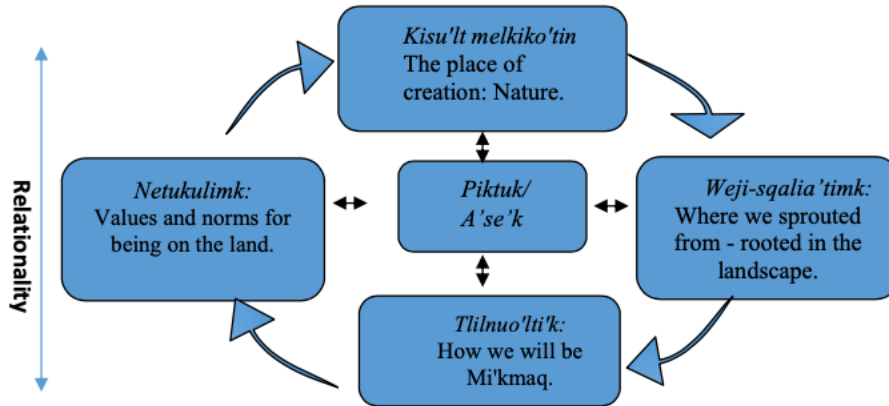 Relationality
Kisu'lt melkiko'tin
The place of
creation: Nature.
Netukulimk:
Values and norms for
being on the land.
Piktuk/
A’se’k
Weji-sqalia’timk:
Where we sprouted
from - rooted in the
landscape.
Tlilnuo'lti'k:
How we will be
Mi'kmaq.